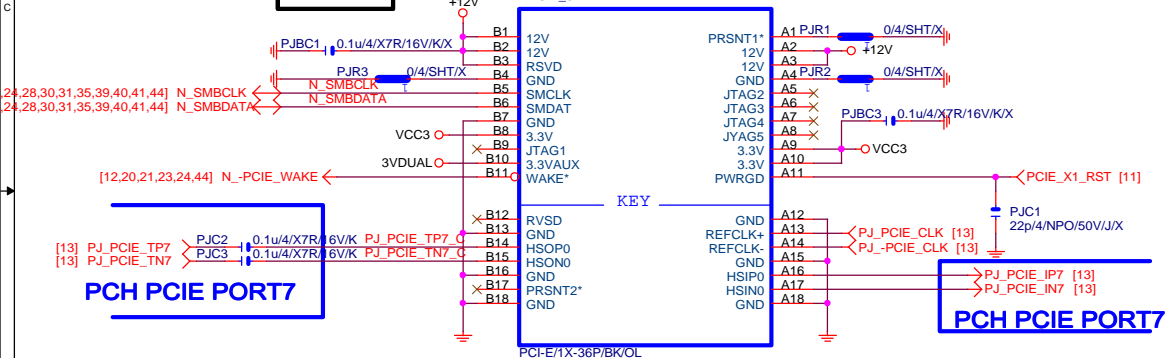 C
+12V
PJBC1 0.1u/4/X7R/16V/K/X
B1 12V PRSNT1* A1 PJR1 0/4/SHT/X
B2 12V 12V A2 +12V
B3 RSVD 12V A3
PJR3 0/4/SHT/X B4 GND GND A4 PJR2 0/4/SHT/X
,24,28,30,31,35,39,40,41,44] N_SMBCLK N_SMBCLK B5 SMCLK JTAG2 A5
,24,28,30,31,35,39,40,41,44] N_SMBDATA N_SMBDATA B6 SMDAT JTAG3 A6
B7 GND JTAG4 A7 PJBC3 0.1u/4/X7R/16V/K/X
VCC3 B8 3.3V JYAG5 A8
B9 JTAG1 3.3V A9 VCC3
3VDUAL B10 3.3VAUX 3.3V A10
[12,20,21,23,24,44] N_-PCIE_WAKE B11 WAKE* PWRGD A11 PCIE_X1_RST [11]
KEY
PJC1
22p/4/NPO/50V/J/X
B12 RVSD GND A12
B13 GND REFCLK+ A13 PJ_PCIE_CLK [13]
[13] PJ_PCIE_TP7 PJC2 0.1u/4/X7R/16V/K PJ_PCIE_TP7_C B14 HSOP0 REFCLK- A14 PJ_-PCIE_CLK [13]
[13] PJ_PCIE_TN7 PJC3 0.1u/4/X7R/16V/K PJ_PCIE_TN7_C B15 HSON0 GND A15
B16 GND HSIP0 A16 PJ_PCIE_IP7 [13]
B17 PRSNT2* HSIN0 A17 PJ_PCIE_IN7 [13]
B18 GND GND A18
PCH PCIE PORT7
PCH PCIE PORT7
PCI-E/1X-36P/BK/OL